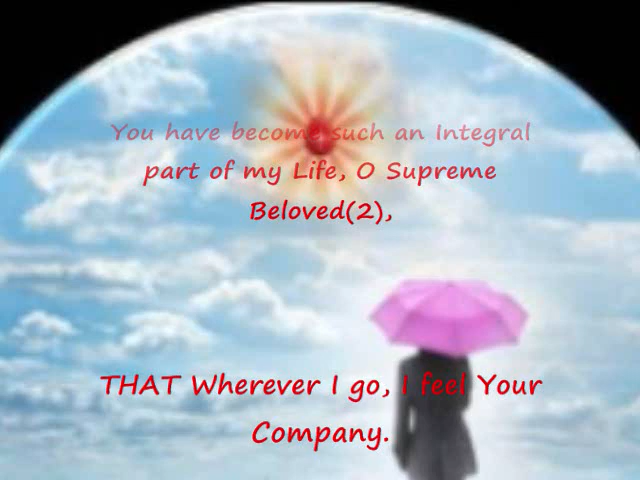 You have become such an Integral
part of my Life, O Supreme
Beloved(2),
THAT Wherever I go, I feel Your
Company.